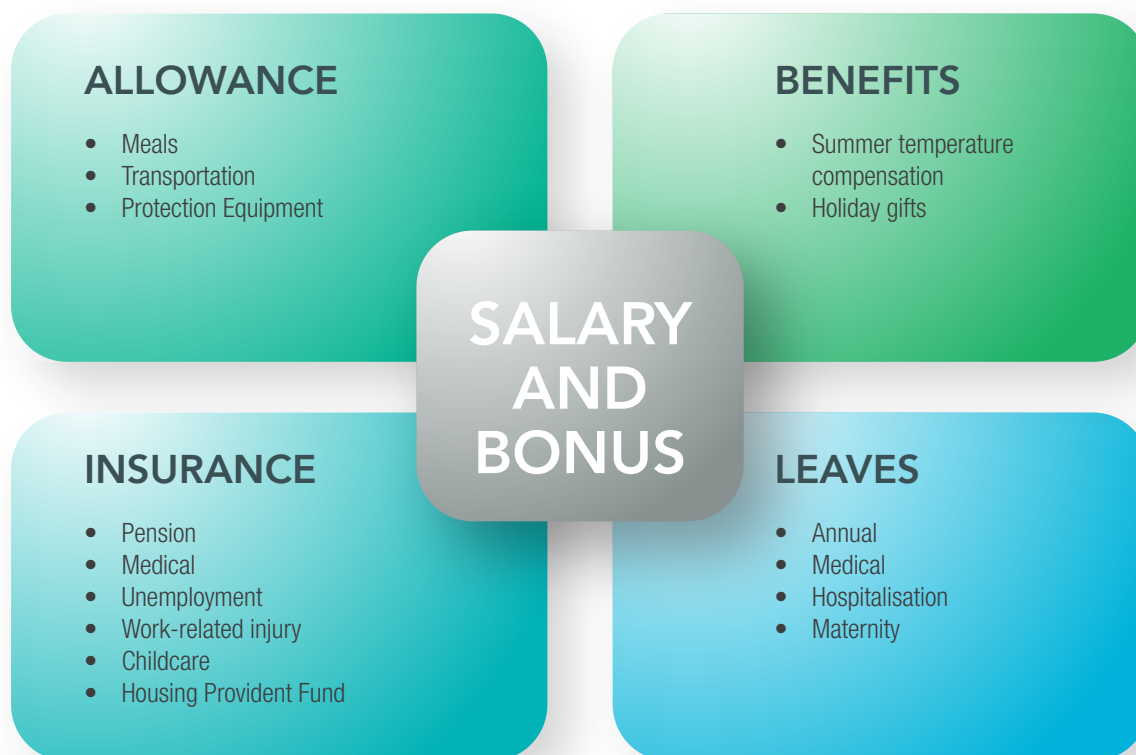 ALLOWANCE
• Meals
• Transportation
• Protection Equipment
BENEFITS
• Summer temperature
compensation
• Holiday gifts
SALARY
AND
BONUS
INSURANCE
• Pension
• Medical
• Unemployment
• Work-related injury
• Childcare
• Housing Provident Fund
LEAVES
• Annual
• Medical
• Hospitalisation
• Maternity